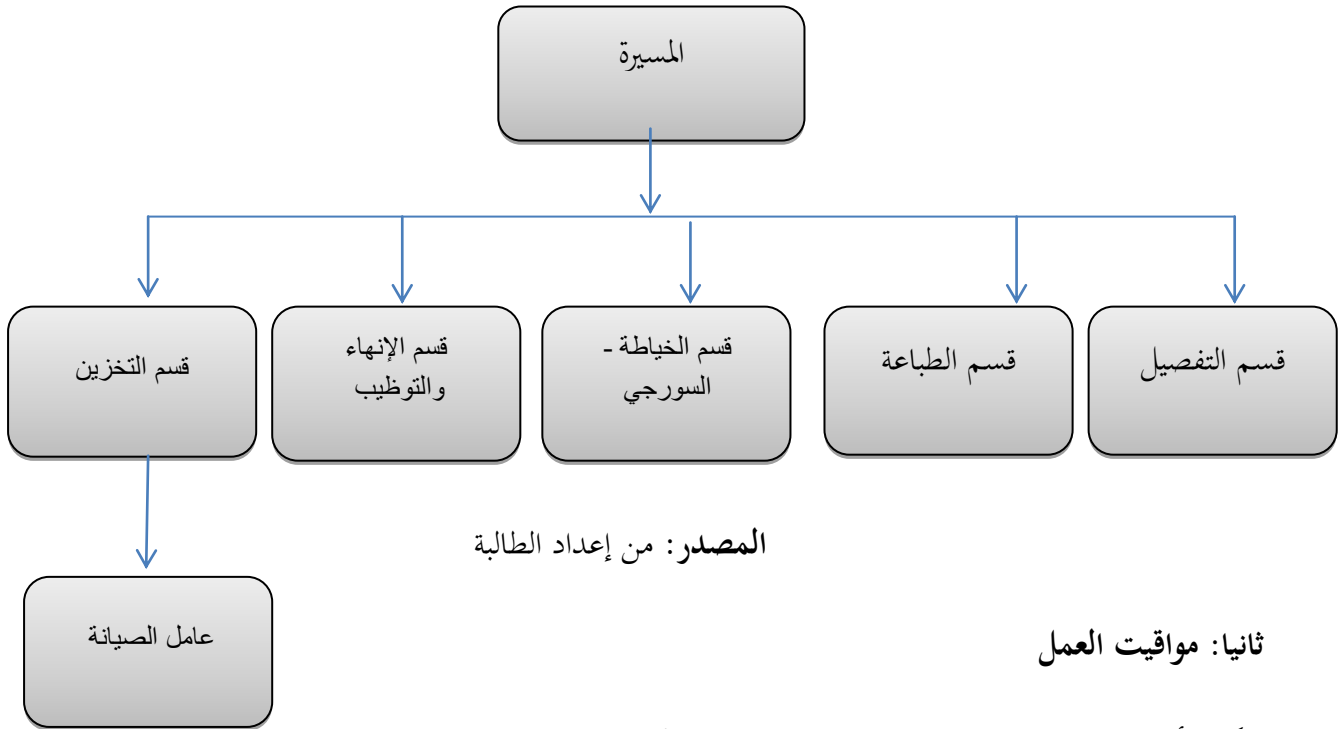 المسيرة
قسم التفصيل
قسم الطباعة
قسم الخياطة -
السورجي
قسم الإنهاء
والتوظيب
قسم التخزين
المصدر: من إعداد الطالبة
عامل الصيانة
ثانيا: مواقيت العمل